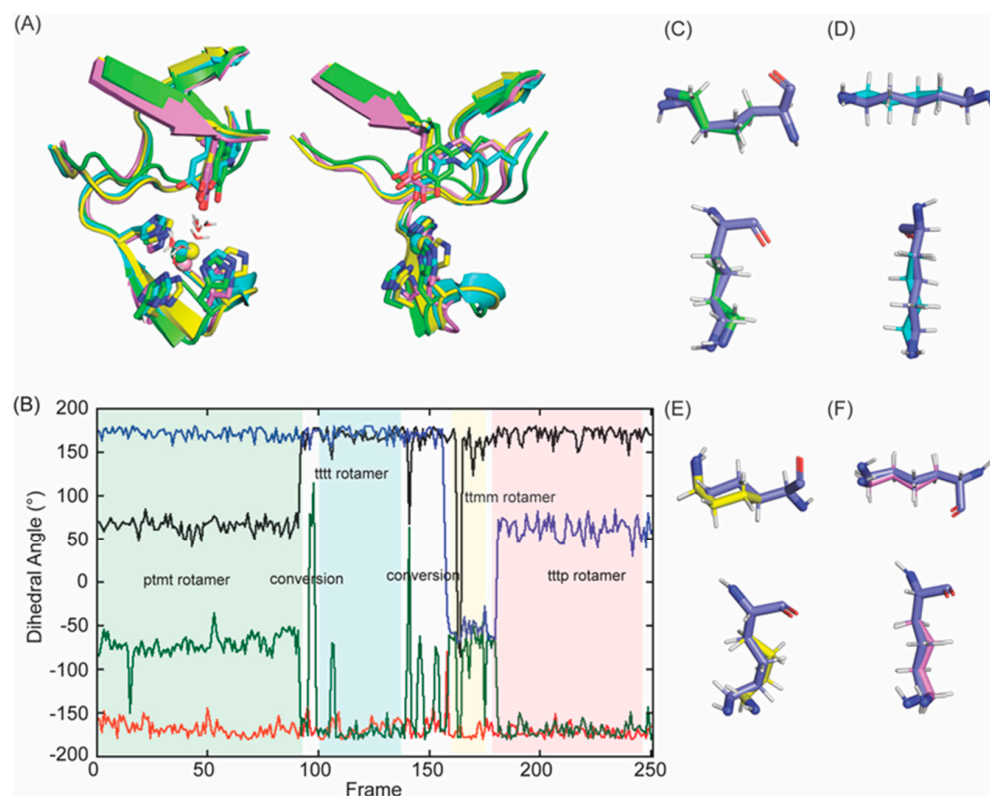 (A)
(C)
(D)
(B)
200
150
100
50
0
-50
-100
-150
-200
Dihedral Angle (°)
tttt rotamer
ttmm rotamer
ptmt rotamer
conversion
conversion
tttp rotamer
0
50
100
150
200
250
Frame
(E)
(F)